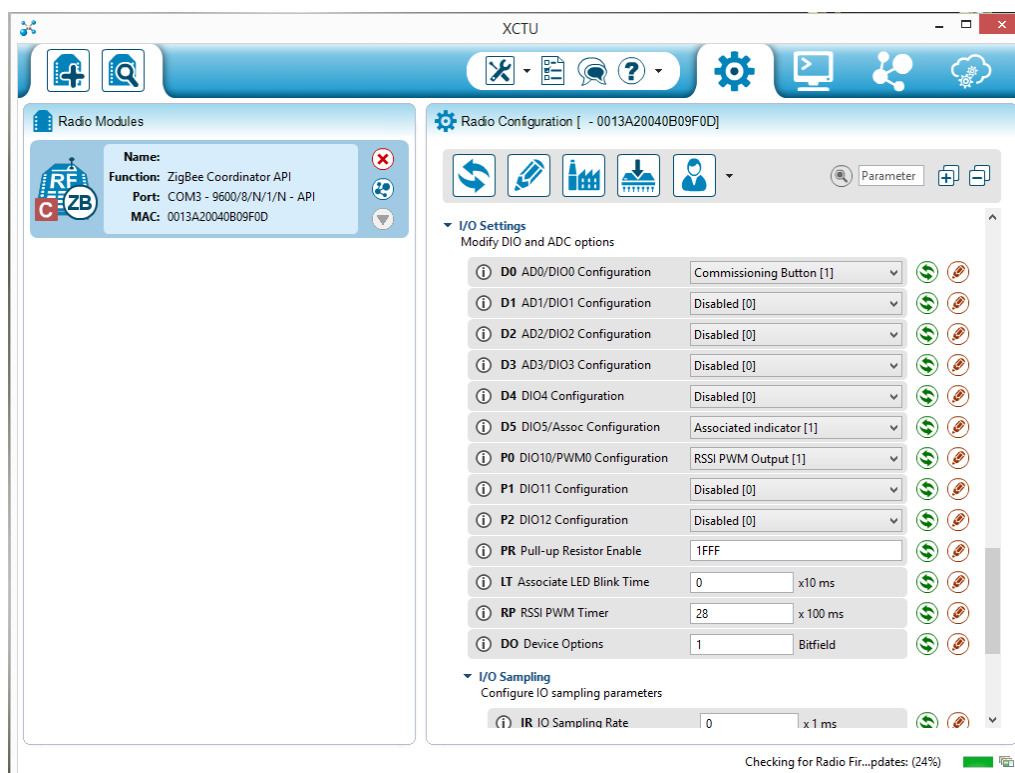 XCTU
Radio Modules
Name:
Function: ZigBee Coordinator API
Port: COM3 - 9600/8/N/1/N - API
MAC: 0013A20040B09F0D
RF
C
ZB
Radio Configuration [ - 0013A20040B09F0D]
Parameter
I/O Settings
Modify DIO and ADC options
D0 AD0/DIO0 Configuration Commissioning Button [1]
D1 AD1/DIO1 Configuration Disabled [0]
D2 AD2/DIO2 Configuration Disabled [0]
D3 AD3/DIO3 Configuration Disabled [0]
D4 DIO4 Configuration Disabled [0]
D5 DIO5/Assoc Configuration Associated indicator [1]
P0 DIO10/PWM0 Configuration RSSI PWM Output [1]
P1 DIO11 Configuration Disabled [0]
P2 DIO12 Configuration Disabled [0]
PR Pull-up Resistor Enable 1FFF
LT Associate LED Blink Time 0 x10 ms
RP RSSI PWM Timer 28 x 100 ms
DO Device Options 1 Bitfield
I/O Sampling
Configure IO sampling parameters
IR IO Sampling Rate 0 x 1 ms
Checking for Radio Fir...pdates: (24%)